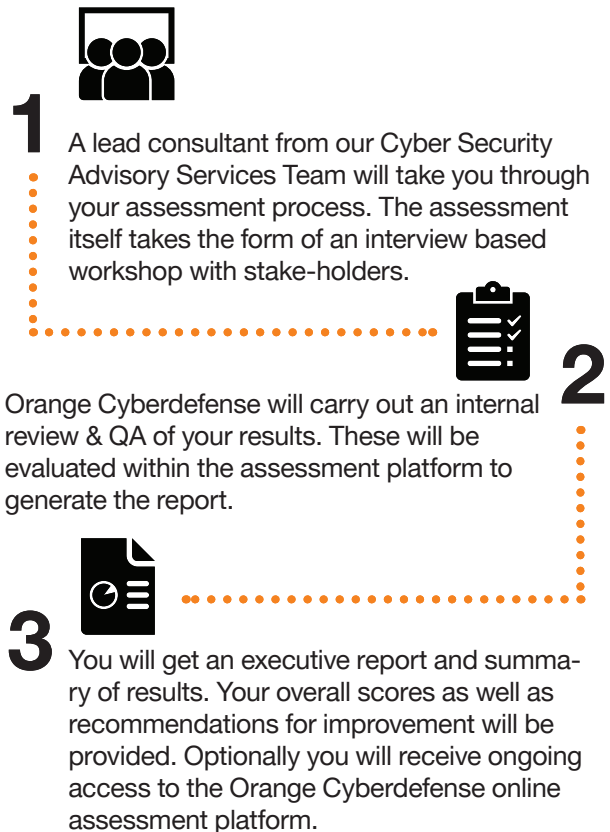 1
A lead consultant from our Cyber Security
Advisory Services Team will take you through
your assessment process. The assessment
itself takes the form of an interview based
workshop with stake-holders.
2
Orange Cyberdefense will carry out an internal
review & QA of your results. These will be
evaluated within the assessment platform to
generate the report.
3
You will get an executive report and summa-
ry of results. Your overall scores as well as
recommendations for improvement will be
provided. Optionally you will receive ongoing
access to the Orange Cyberdefense online
assessment platform.